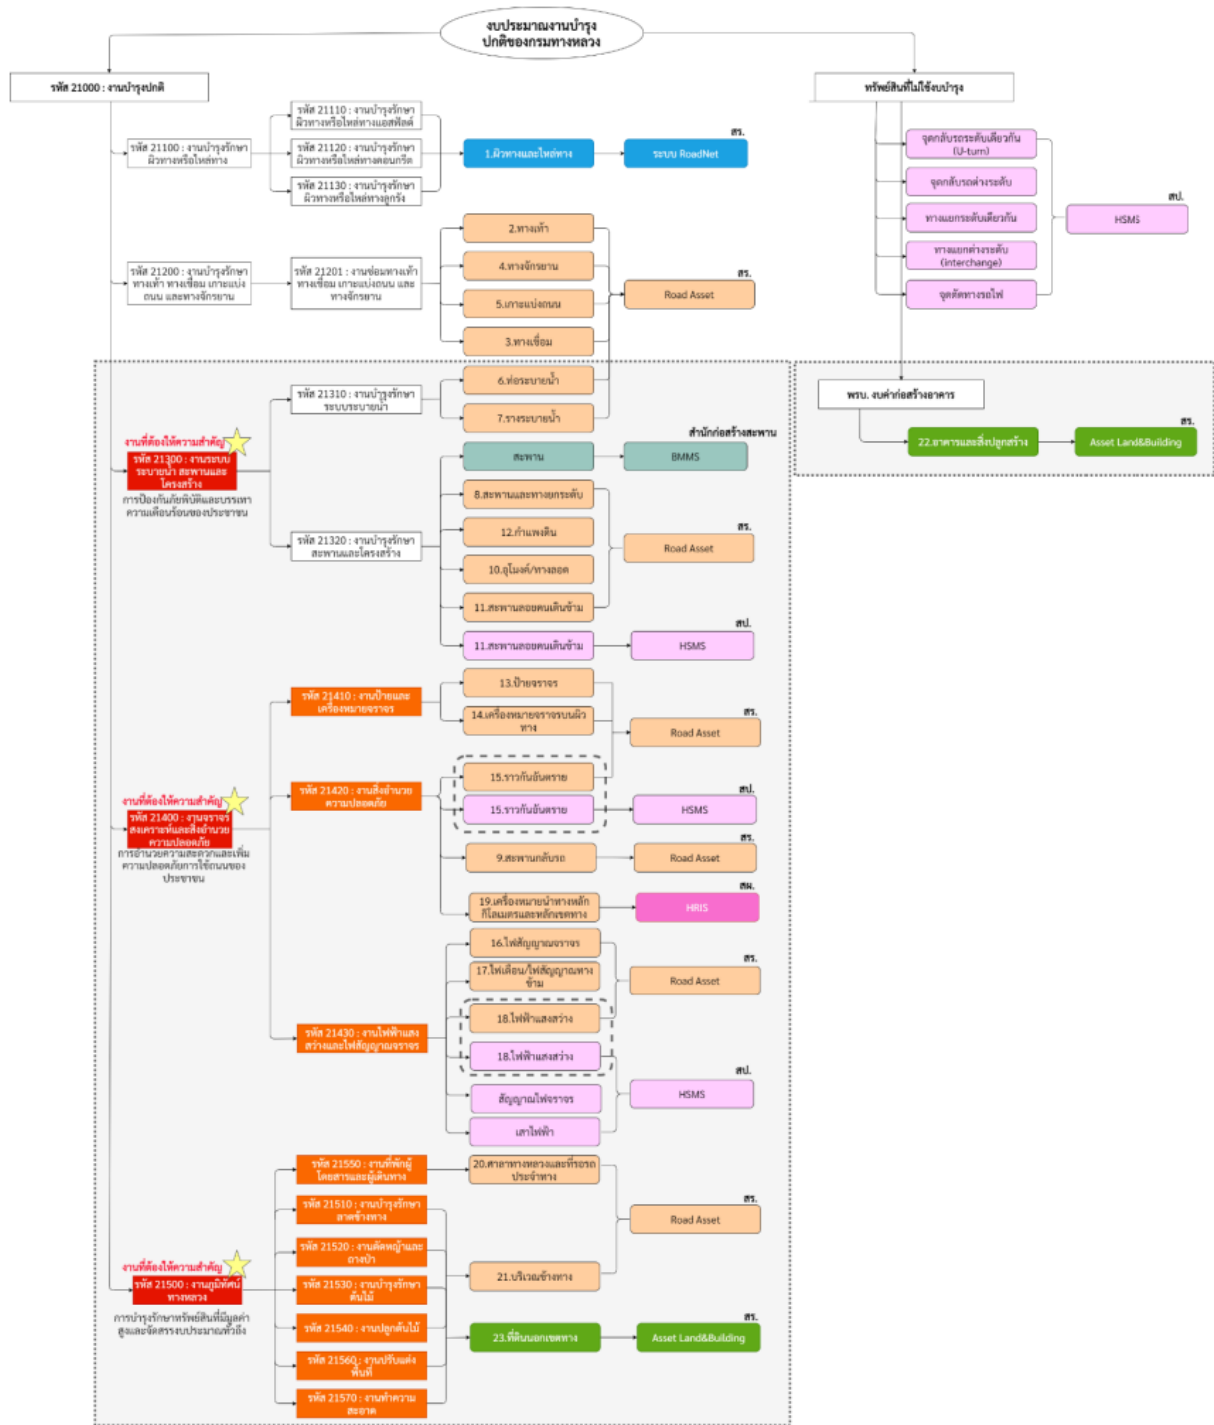 งบประมาณงานบำรุง
ปกติของกรมทางหลวง
รหัส 21000 : งานบำรุงปกติ
ทรัพย์สินที่ไม่ใช้งบบำรุง
รหัส 21100 : งานบำรุงรักษา
ผิวทางหรือไหล่ทาง
รหัส 21110 : งานบำรุงรักษา
ผิวทางหรือไหล่ทางแอสฟัลต์
รหัส 21120 : งานบำรุงรักษา
ผิวทางหรือไหล่ทางคอนกรีต
รหัส 21130 : งานบำรุงรักษา
ผิวทางหรือไหล่ทางลูกรัง
1.ผิวทางและไหล่ทาง
สร.
ระบบ RoadNet
จุดกลับรถระดับเดียวกัน
(U-turn)
จุดกลับรถต่างระดับ
ทางแยกระดับเดียวกัน
ทางแยกต่างระดับ
(interchange)
จุดตัดทางรถไฟ
สป.
HSMS
รหัส 21200 : งานบำรุงรักษา
ทางเท้า ทางเชื่อม เกาะแบ่ง
ถนน และทางจักรยาน
รหัส 21201 : งานซ่อมทางเท้า
ทางเชื่อม เกาะแบ่งถนน และ
ทางจักรยาน
2.ทางเท้า
4.ทางจักรยาน
5.เกาะแบ่งถนน
3.ทางเชื่อม
สร.
Road Asset
งานที่ต้องให้ความสำคัญ
รหัส 21300 : งานระบบ
ระบายน้ำ สะพานและ
โครงสร้าง
การป้องกันภัยพิบัติและบรรเทา
ความเดือนร้อนของประชาชน
รหัส 21310 : งานบำรุงรักษา
ระบบระบายน้ำ
6.ท่อระบายน้ำ
7.รางระบายน้ำ
รหัส 21320 : งานบำรุงรักษา
สะพานและโครงสร้าง
สะพาน
สำนักก่อสร้างสะพาน
BMMS
8.สะพานและทางยกระดับ
12.กำแพงดิน
10.อุโมงค์/ทางลอด
11.สะพานลอยคนเดินข้าม
สร.
Road Asset
11.สะพานลอยคนเดินข้าม
สป.
HSMS
พรบ. งบค่าก่อสร้างอาคาร
22.อาคารและสิ่งปลูกสร้าง
สร.
Asset Land&Building
งานที่ต้องให้ความสำคัญ
รหัส 21400 : งานจราจร
สงเคราะห์และสิ่งอำนวย
ความปลอดภัย
การอำนวยความสะดวกและเพิ่ม
ความปลอดภัยการใช้ถนนของ
ประชาชน
รหัส 21410 : งานป้ายและ
เครื่องหมายจราจร
13.ป้ายจราจร
14.เครื่องหมายจราจรบนผิว
ทาง
สร.
Road Asset
รหัส 21420 : งานสิ่งอำนวย
ความปลอดภัย
15.ราวกันอันตราย
15.ราวกันอันตราย
สป.
HSMS
9.สะพานกลับรถ
สร.
Road Asset
19.เครื่องหมายนำทางหลัก
กิโลเมตรและหลักเขตทาง
สผ.
HRIS
รหัส 21430 : งานไฟฟ้าแสง
สว่างและไฟสัญญาณจราจร
16.ไฟสัญญาณจราจร
17.ไฟเตือน/ไฟสัญญาณทาง
ข้าม
18.ไฟฟ้าแสงสว่าง
สร.
Road Asset
18.ไฟฟ้าแสงสว่าง
สัญญาณไฟจราจร
เสาไฟฟ้า
สป.
HSMS
งานที่ต้องให้ความสำคัญ
รหัส 21500 : งานภูมิทัศน์
ทางหลวง
การบำรุงรักษาทรัพย์สินที่มีมูลค่า
สูงและจัดสรรงบประมาณทั่วถึง
รหัส 21550 : งานที่พักผู้
โดยสารและผู้เดินทาง
รหัส 21510 : งานบำรุงรักษา
ลาดข้างทาง
รหัส 21520 : งานตัดหญ้าและ
ถางป่า
รหัส 21530 : งานบำรุงรักษา
ต้นไม้
รหัส 21540 : งานปลูกต้นไม้
รหัส 21560 : งานปรับแต่ง
พื้นที่
รหัส 21570 : งานทำความ
สะอาด
20.ศาลาทางหลวงและที่รอรถ
ประจำทาง
21.บริเวณข้างทาง
สร.
Road Asset
23.ที่ดินนอกเขตทาง
สร.
Asset Land&Building